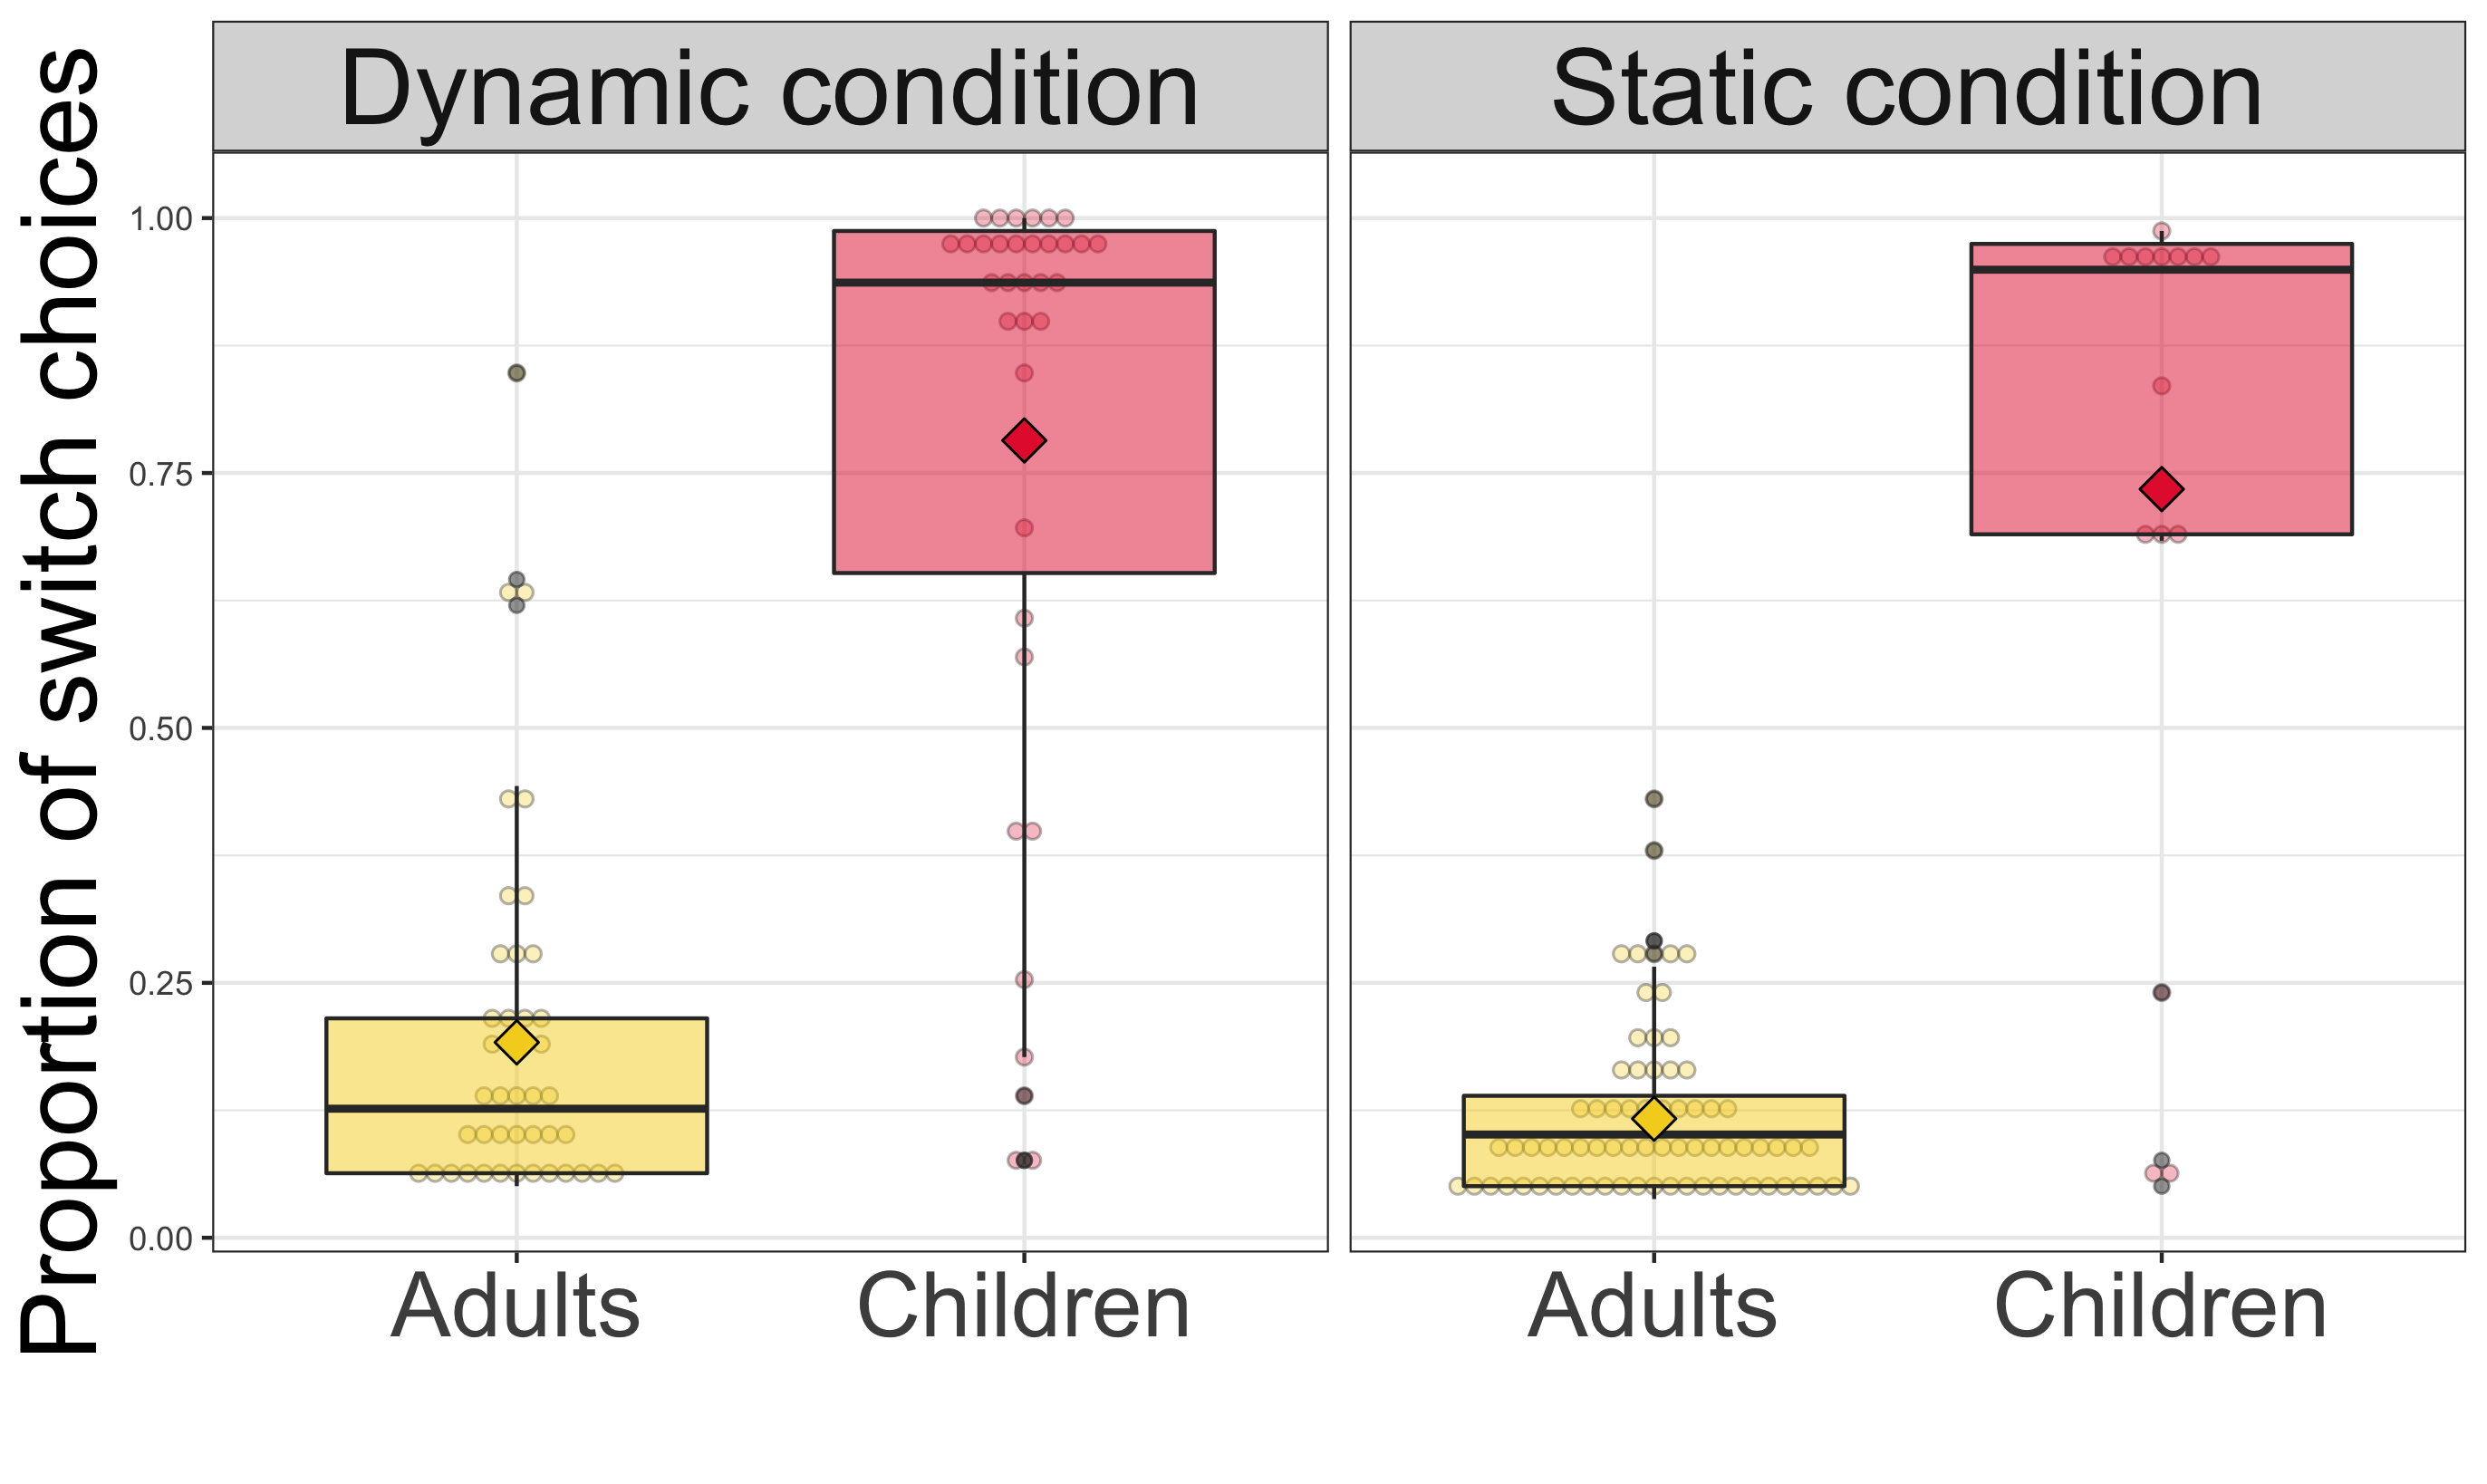 Proportion of switch choices
Dynamic condition
Static condition
1.00
0.75
0.50
0.25
0.00
Adults
Children
Adults
Children